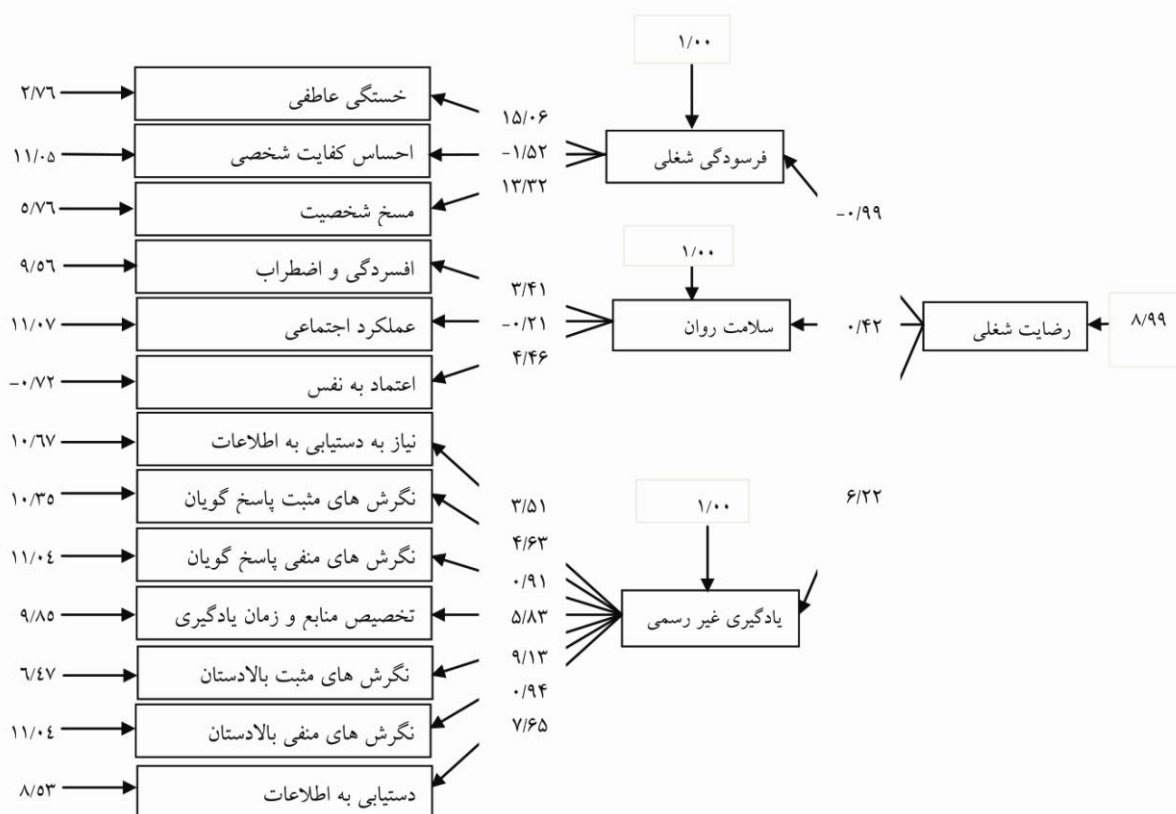 ۱/۰۰
۲/۷٦
خستگی عاطفی
۱۵/۰۶
۱۱/۰۵
احساس کفایت شخصی
-۱/۵۲
فرسودگی شغلی
۱۳/۳۲
۵/۷٦
مسخ شخصیت
-۰/۹۹
۱/۰۰
۹/۵٦
افسردگی و اضطراب
۳/۴۱
۱۱/۰۷
عملکرد اجتماعی
-۰/۲۱
سلامت روان
۰/۴۲
رضایت شغلی
۸/۹۹
۴/۴۶
-۰/۷۲
اعتماد به نفس
۱۰/٦۷
نیاز به دستیابی به اطلاعات
۱۰/۳۵
نگرش های مثبت پاسخ گویان
۳/۵۱
۱/۰۰
۶/۲۲
۴/۶۳
۱۱/۰٤
نگرش های منفی پاسخ گویان
۰/۹۱
۹/۸۵
تخصیص منابع و زمان یادگیری
۵/۸۳
یادگیری غیر رسمی
۹/۱۳
٦/٤۷
نگرش های مثبت بالادستان
۰/۹۴
۱۱/۰٤
نگرش های منفی بالادستان
۷/۶۵
۸/۵۳
دستیابی به اطلاعات